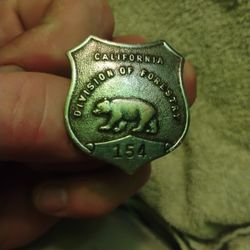 CALIFORNIA
DIVISION OF FORESTRY
154